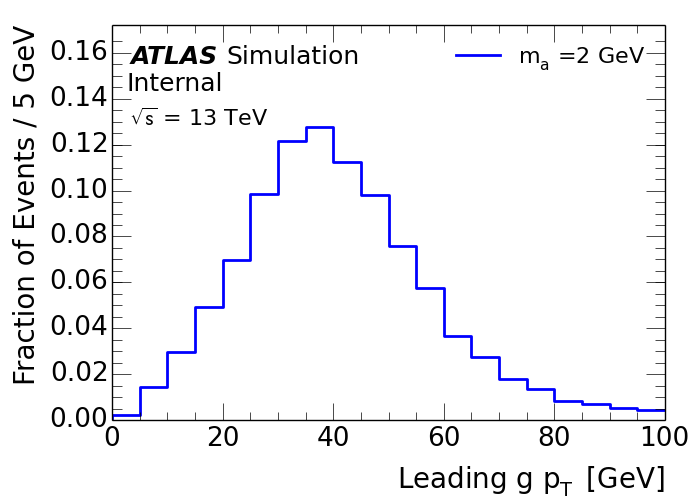 ATLAS Simulation
Internal
√s = 13 TeV
mₐ =2 GeV
Fraction of Events / 5 GeV
0.16
0.14
0.12
0.10
0.08
0.06
0.04
0.02
0.00
0 20 40 60 80 100
Leading g p_T [GeV]